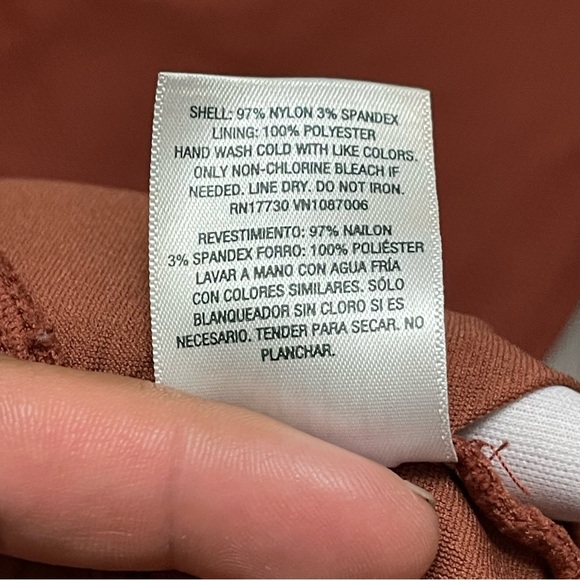 SHELL: 97% NYLON 3% SPANDEX
LINING: 100% POLYESTER
HAND WASH COLD WITH LIKE COLORS.
ONLY NON-CHLORINE BLEACH IF
NEEDED. LINE DRY. DO NOT IRON.
RN17730 VN1087006
REVESTIMIENTO: 97% NAILON
3% SPANDEX FORRO: 100% POLIÉSTER
LAVAR A MANO CON AGUA FRÍA
CON COLORES SIMILARES. SÓLO
BLANQUEADOR SIN CLORO SI ES
NECESARIO. TENDER PARA SECAR. NO
PLANCHAR.